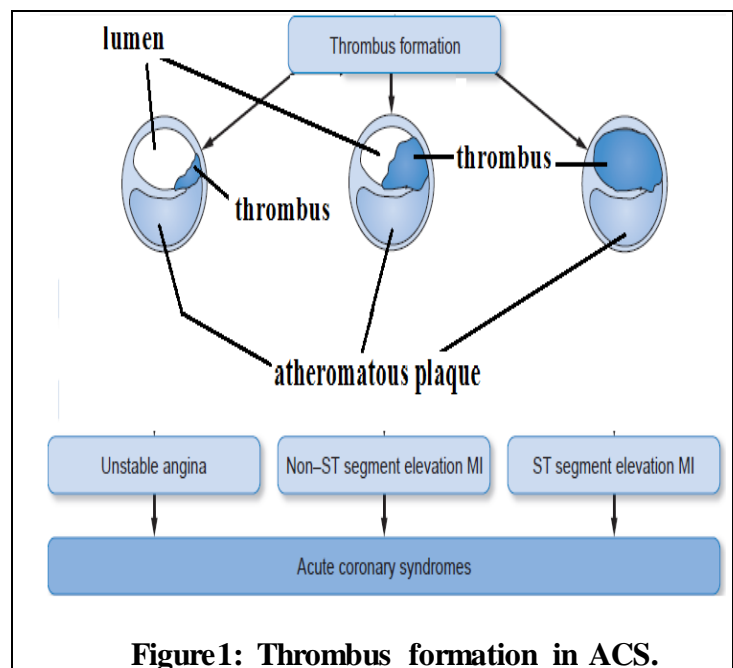 lumen
Thrombus formation
thrombus
thrombus
atheromatous plaque
Unstable angina
Non–ST segment elevation MI
ST segment elevation MI
Acute coronary syndromes
Figure1: Thrombus formation in ACS.